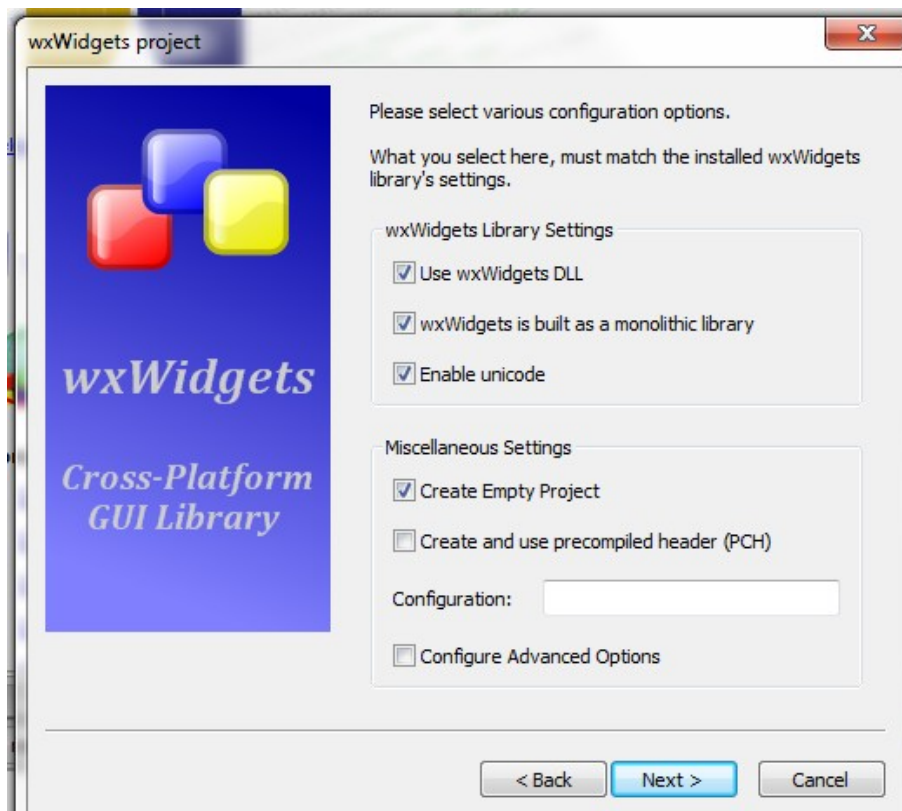 wxWidgets project
Please select various configuration options.
What you select here, must match the installed wxWidgets
library's settings.
wxWidgets
Cross-Platform
GUI Library
wxWidgets Library Settings
Use wxWidgets DLL
wxWidgets is built as a monolithic library
Enable unicode
Miscellaneous Settings
Create Empty Project
Create and use precompiled header (PCH)
Configuration:
Configure Advanced Options
< Back
Next >
Cancel